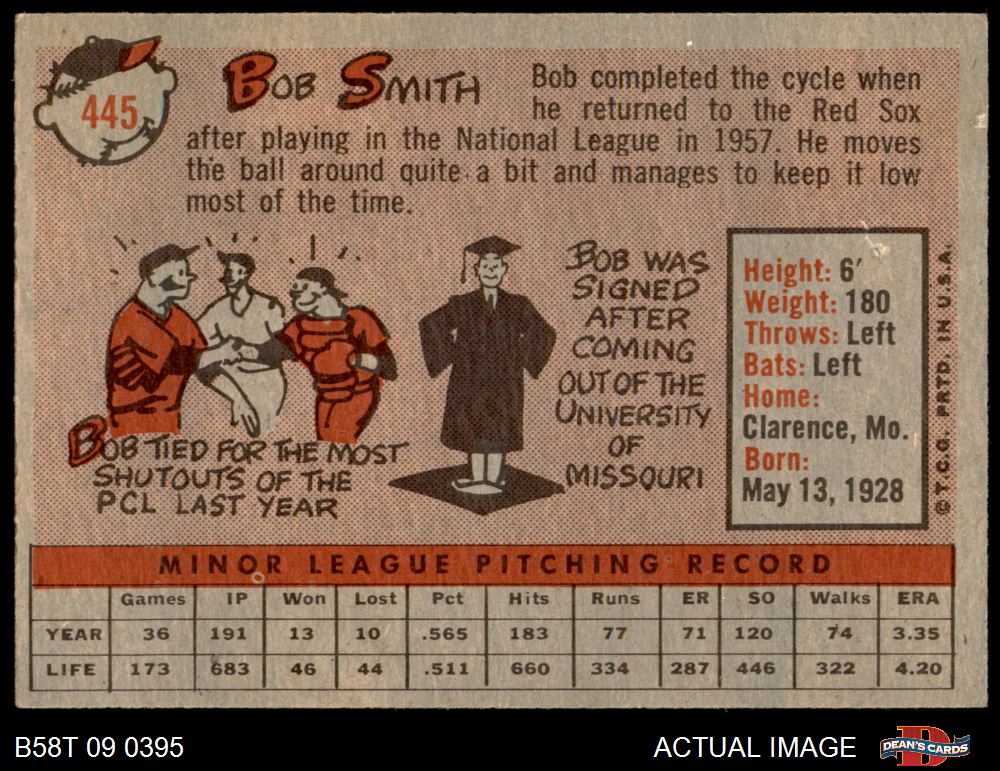 445
Bob Smith
Bob completed the cycle when
he returned to the Red Sox
after playing in the National League in 1957. He moves
the ball around quite a bit and manages to keep it low
most of the time.
BOB TIED FOR THE MOST
SHUTOUTS OF THE
PCL LAST YEAR
BOB WAS
SIGNED
AFTER
COMING
OUT OF THE
UNIVERSITY
OF
MISSOURI
Height: 6′
Weight: 180
Throws: Left
Bats: Left
Home:
Clarence, Mo.
Born:
May 13, 1928
© T.C.G. PRTD. IN U.S.A.
MINOR LEAGUE PITCHING RECORD
Games IP Won Lost Pct Hits Runs ER SO Walks ERA
YEAR 36 191 13 10 .565 183 77 71 120 74 3.35
LIFE 173 683 46 44 .511 660 334 287 446 322 4.20
B58T 09 0395
ACTUAL IMAGE
DEAN'S CARDS